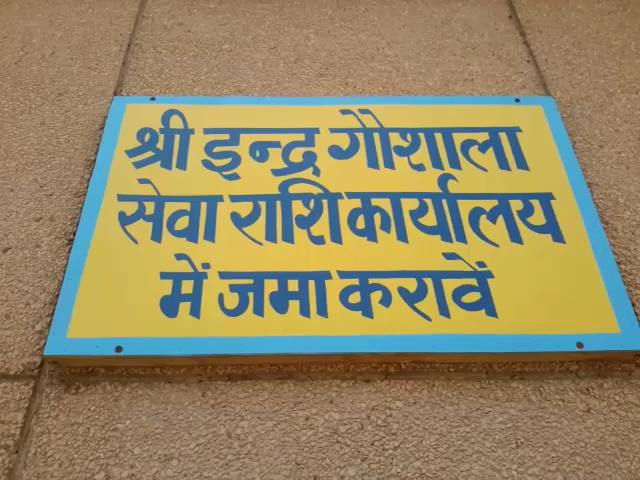 श्री इन्द्र गौशाला
सेवा राशि कार्यालय
में जमा करावें